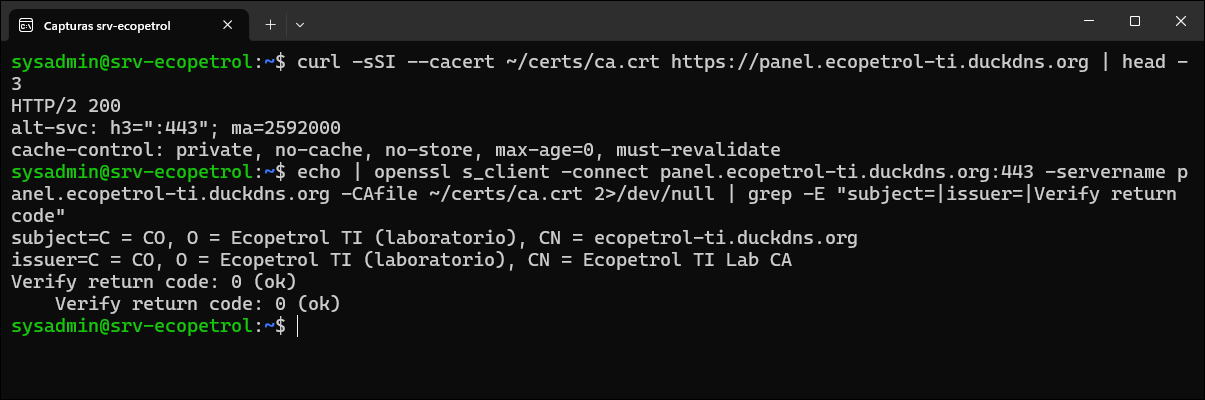 Capturas srv-ecopetrol
sysadmin@srv-ecopetrol:~$ curl -sSI --cacert ~/certs/ca.crt https://panel.ecopetrol-ti.duckdns.org | head -
3
HTTP/2 200
alt-svc: h3=":443"; ma=2592000
cache-control: private, no-cache, no-store, max-age=0, must-revalidate
sysadmin@srv-ecopetrol:~$ echo | openssl s_client -connect panel.ecopetrol-ti.duckdns.org:443 -servername p
anel.ecopetrol-ti.duckdns.org -CAfile ~/certs/ca.crt 2>/dev/null | grep -E "subject=|issuer=|Verify return
code"
subject=C = CO, O = Ecopetrol TI (laboratorio), CN = ecopetrol-ti.duckdns.org
issuer=C = CO, O = Ecopetrol TI (laboratorio), CN = Ecopetrol TI Lab CA
Verify return code: 0 (ok)
    Verify return code: 0 (ok)
sysadmin@srv-ecopetrol:~$